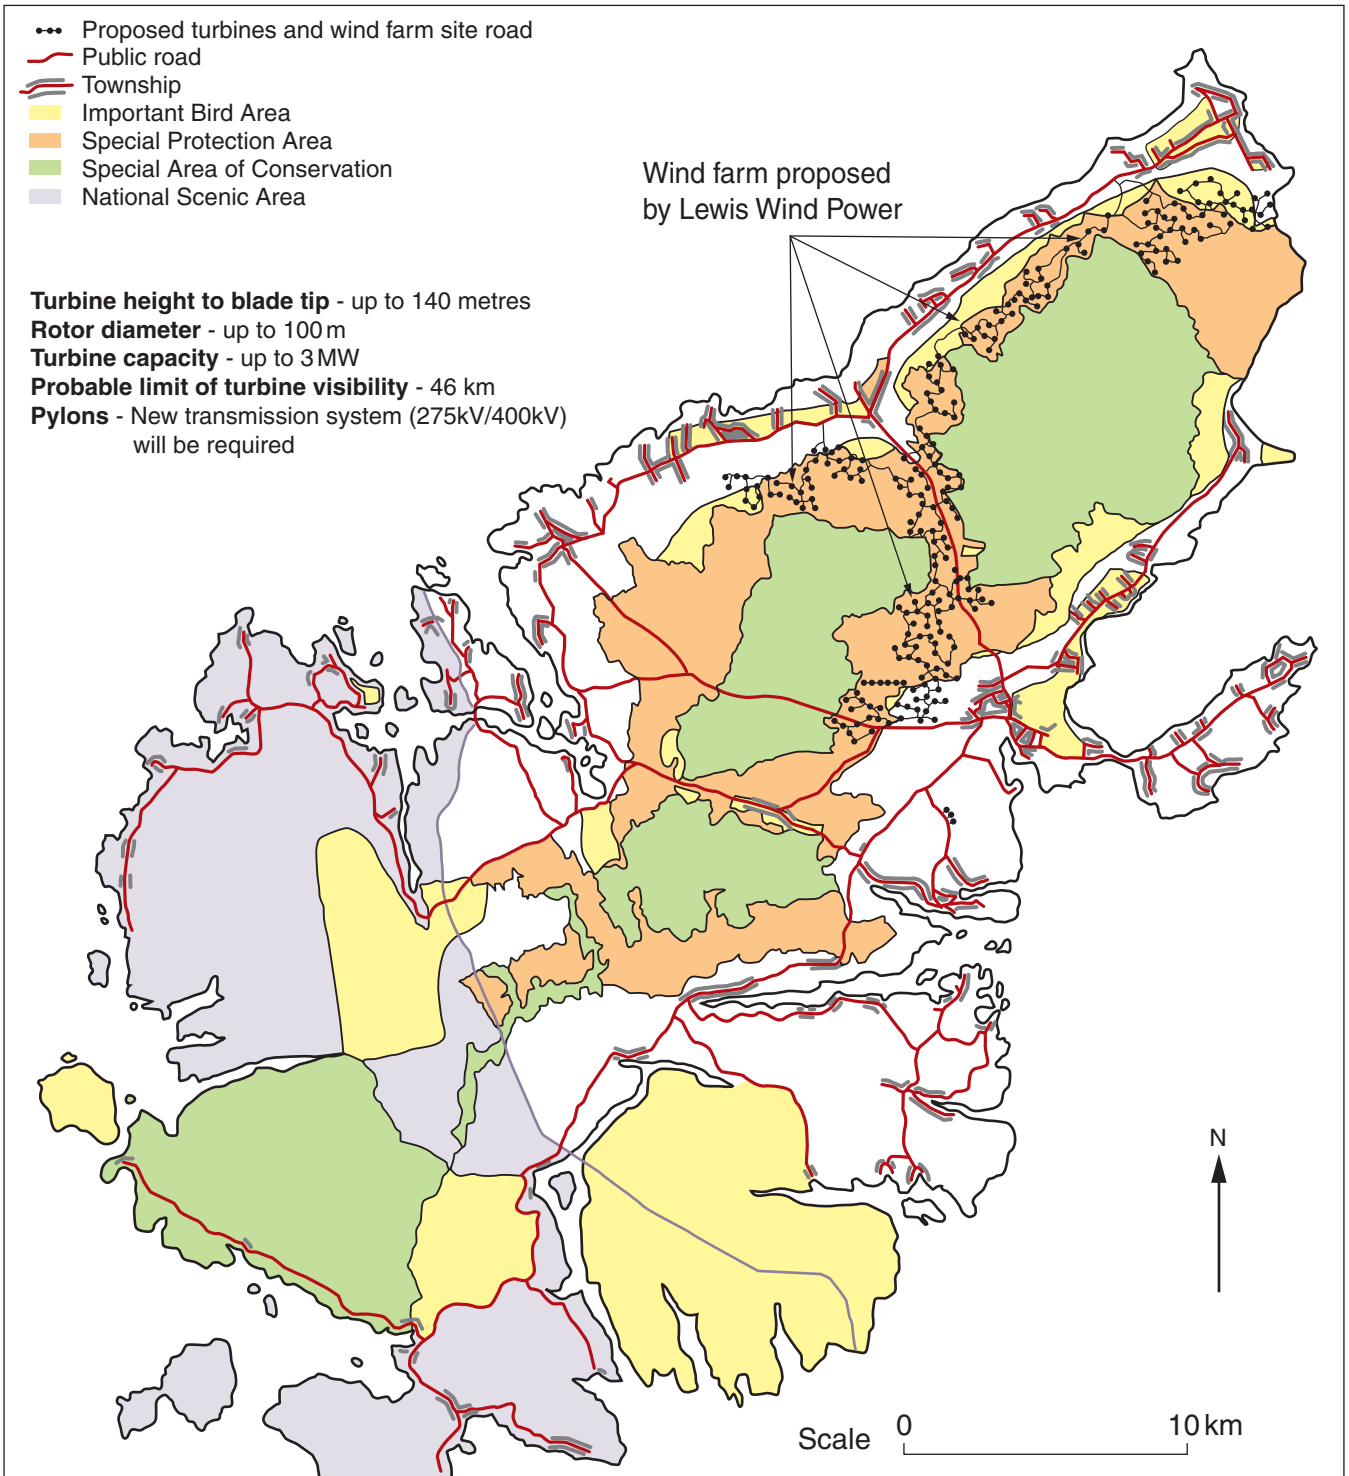 Proposed turbines and wind farm site road
Public road
Township
Important Bird Area
Special Protection Area
Special Area of Conservation
National Scenic Area
Wind farm proposed
by Lewis Wind Power
Turbine height to blade tip - up to 140 metres
Rotor diameter - up to 100 m
Turbine capacity - up to 3 MW
Probable limit of turbine visibility - 46 km
Pylons - New transmission system (275kV/400kV)
will be required
N
Scale
0 10 km